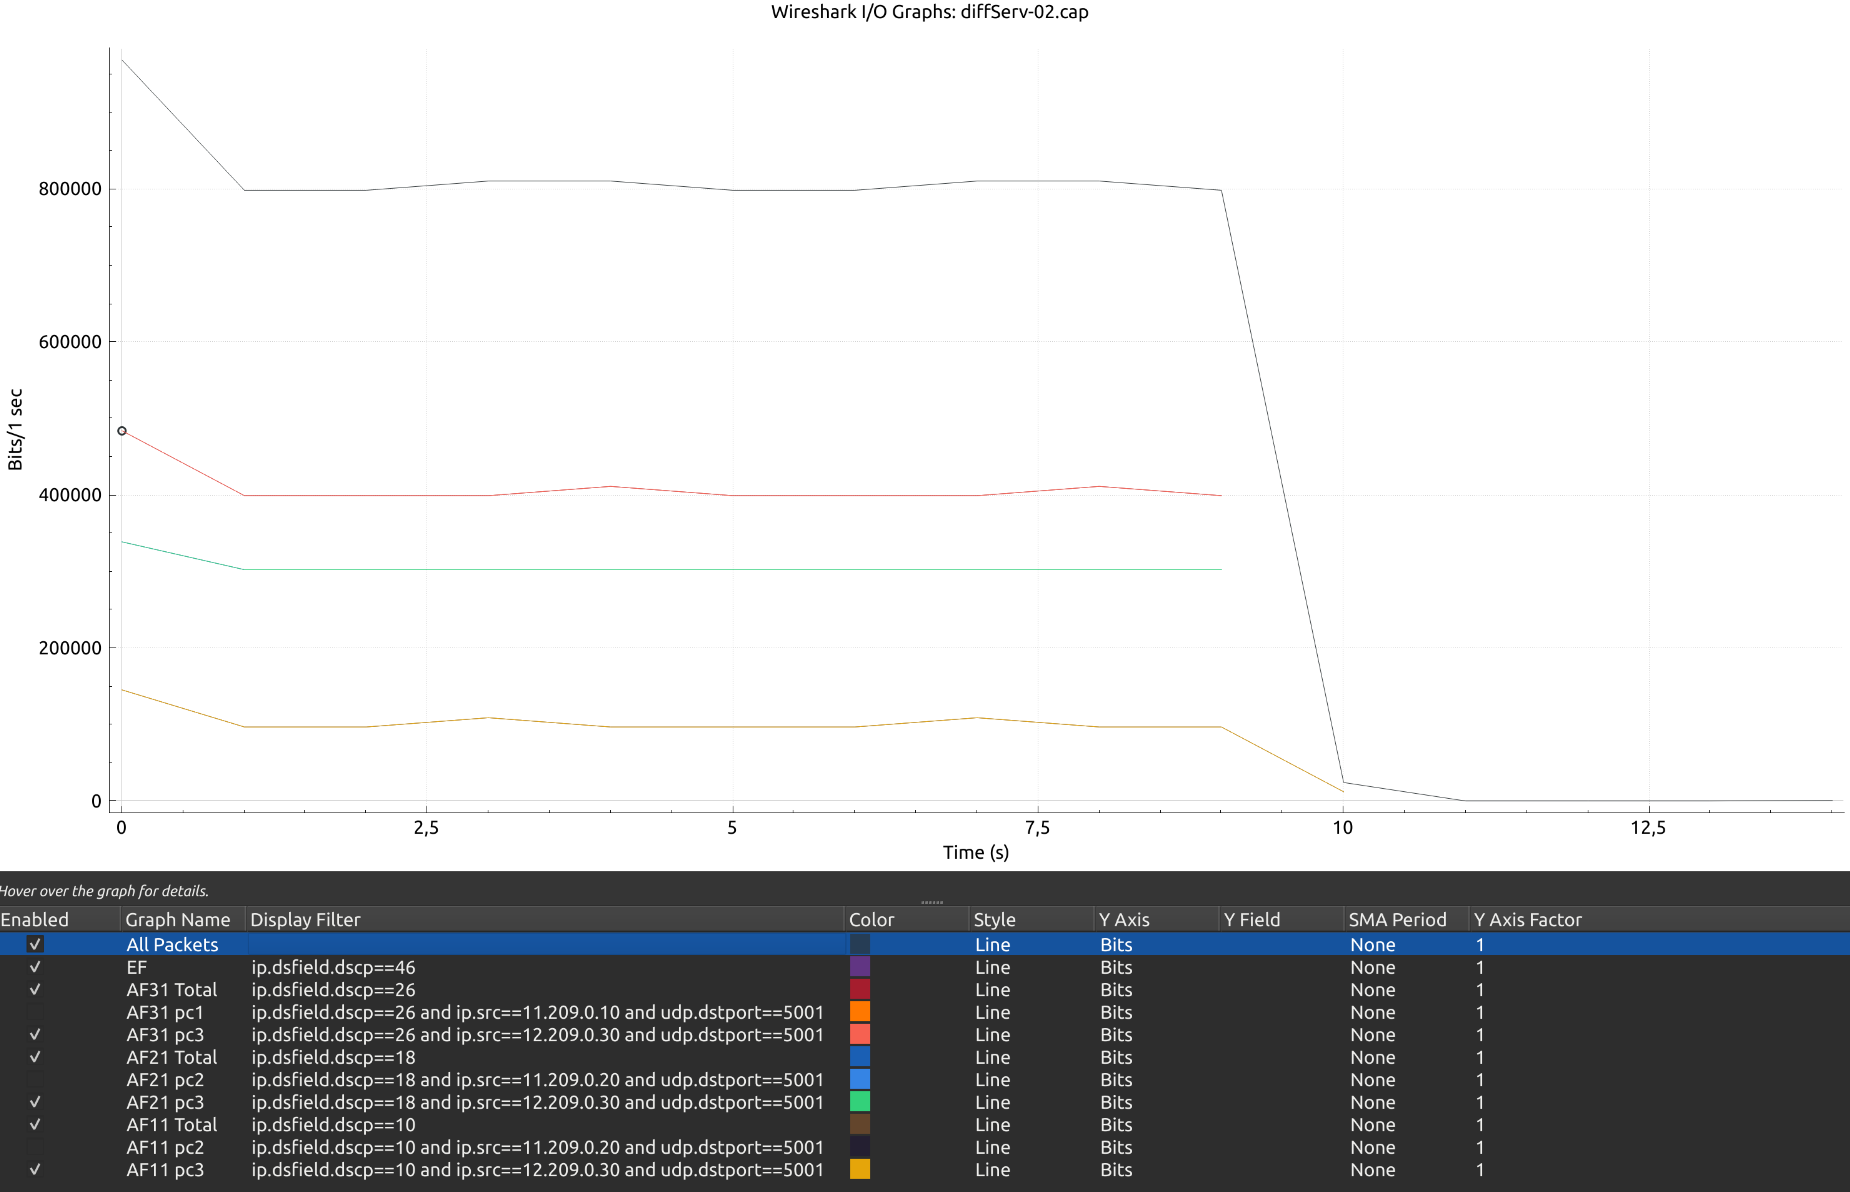 Wireshark I/O Graphs: diffServ-02.cap
800000
600000
400000
200000
0
Bits/1 sec
0 2,5 5 7,5 10 12,5
Time (s)
Hover over the graph for details.
Enabled Graph Name Display Filter Color Style Y Axis Y Field SMA Period Y Axis Factor
✓ All Packets Line Bits None 1
✓ EF ip.dsfield.dscp==46 Line Bits None 1
✓ AF31 Total ip.dsfield.dscp==26 Line Bits None 1
AF31 pc1 ip.dsfield.dscp==26 and ip.src==11.209.0.10 and udp.dstport==5001 Line Bits None 1
✓ AF31 pc3 ip.dsfield.dscp==26 and ip.src==12.209.0.30 and udp.dstport==5001 Line Bits None 1
✓ AF21 Total ip.dsfield.dscp==18 Line Bits None 1
AF21 pc2 ip.dsfield.dscp==18 and ip.src==11.209.0.20 and udp.dstport==5001 Line Bits None 1
✓ AF21 pc3 ip.dsfield.dscp==18 and ip.src==12.209.0.30 and udp.dstport==5001 Line Bits None 1
✓ AF11 Total ip.dsfield.dscp==10 Line Bits None 1
AF11 pc2 ip.dsfield.dscp==10 and ip.src==11.209.0.20 and udp.dstport==5001 Line Bits None 1
✓ AF11 pc3 ip.dsfield.dscp==10 and ip.src==12.209.0.30 and udp.dstport==5001 Line Bits None 1